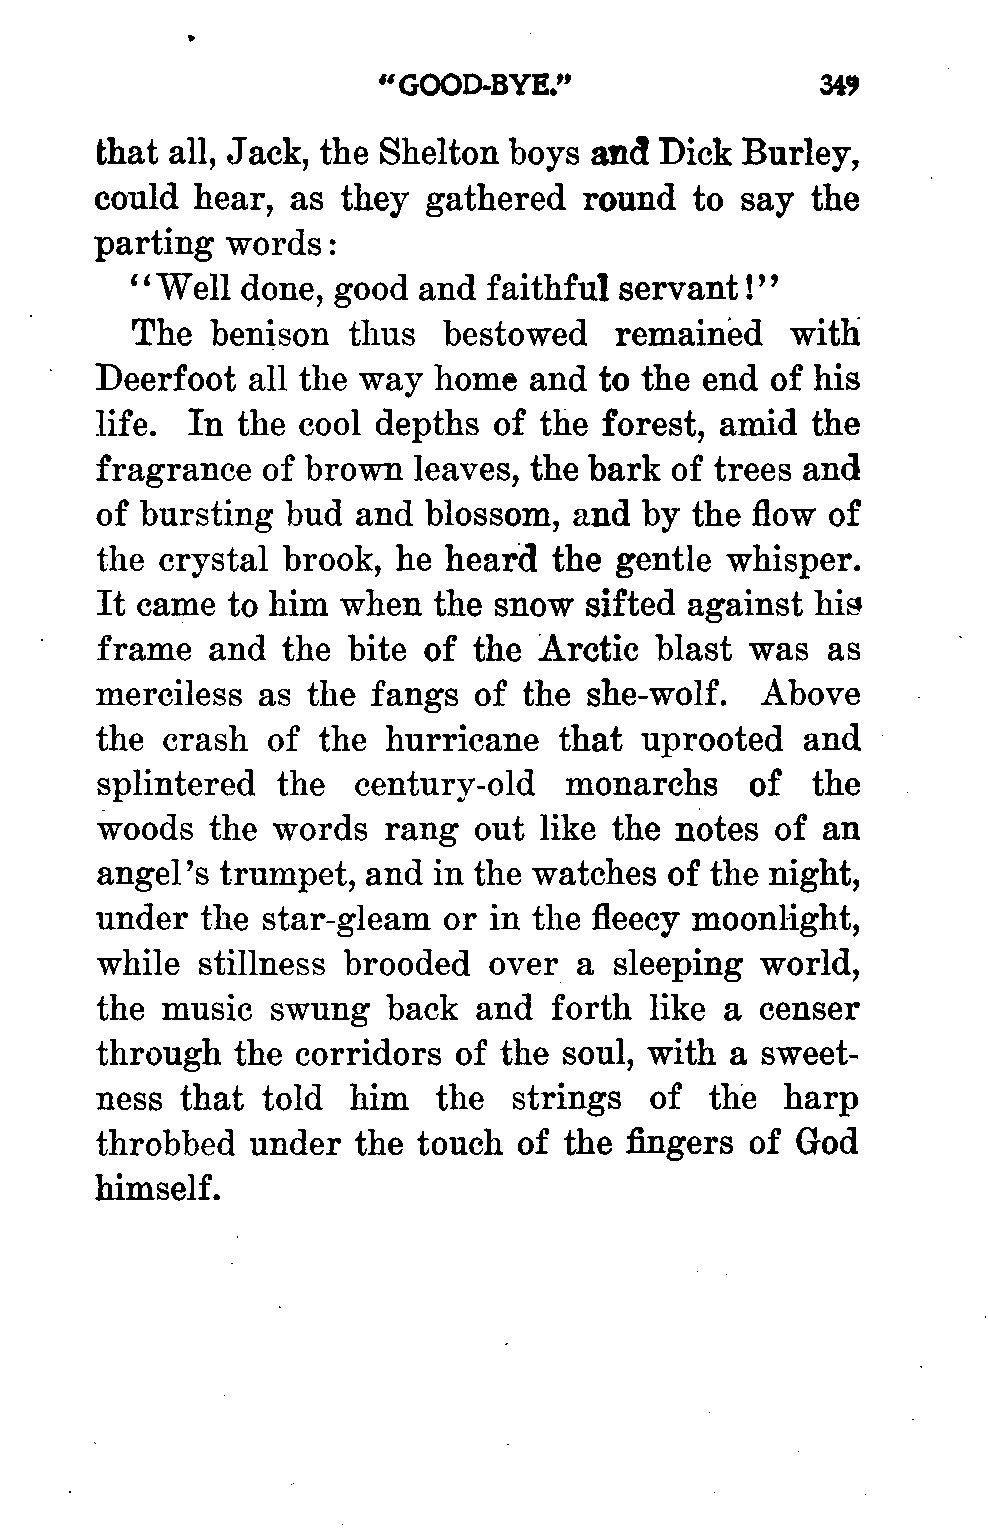 "GOOD-BYE." 349
that all, Jack, the Shelton boys and Dick Burley,
could hear, as they gathered round to say the
parting words:
"Well done, good and faithful servant!"
The benison thus bestowed remained with
Deerfoot all the way home and to the end of his
life. In the cool depths of the forest, amid the
fragrance of brown leaves, the bark of trees and
of bursting bud and blossom, and by the flow of
the crystal brook, he heard the gentle whisper.
It came to him when the snow sifted against his
frame and the bite of the Arctic blast was as
merciless as the fangs of the she-wolf. Above
the crash of the hurricane that uprooted and
splintered the century-old monarchs of the
woods the words rang out like the notes of an
angel's trumpet, and in the watches of the night,
under the star-gleam or in the fleecy moonlight,
while stillness brooded over a sleeping world,
the music swung back and forth like a censer
through the corridors of the soul, with a sweet-
ness that told him the strings of the harp
throbbed under the touch of the fingers of God
himself.